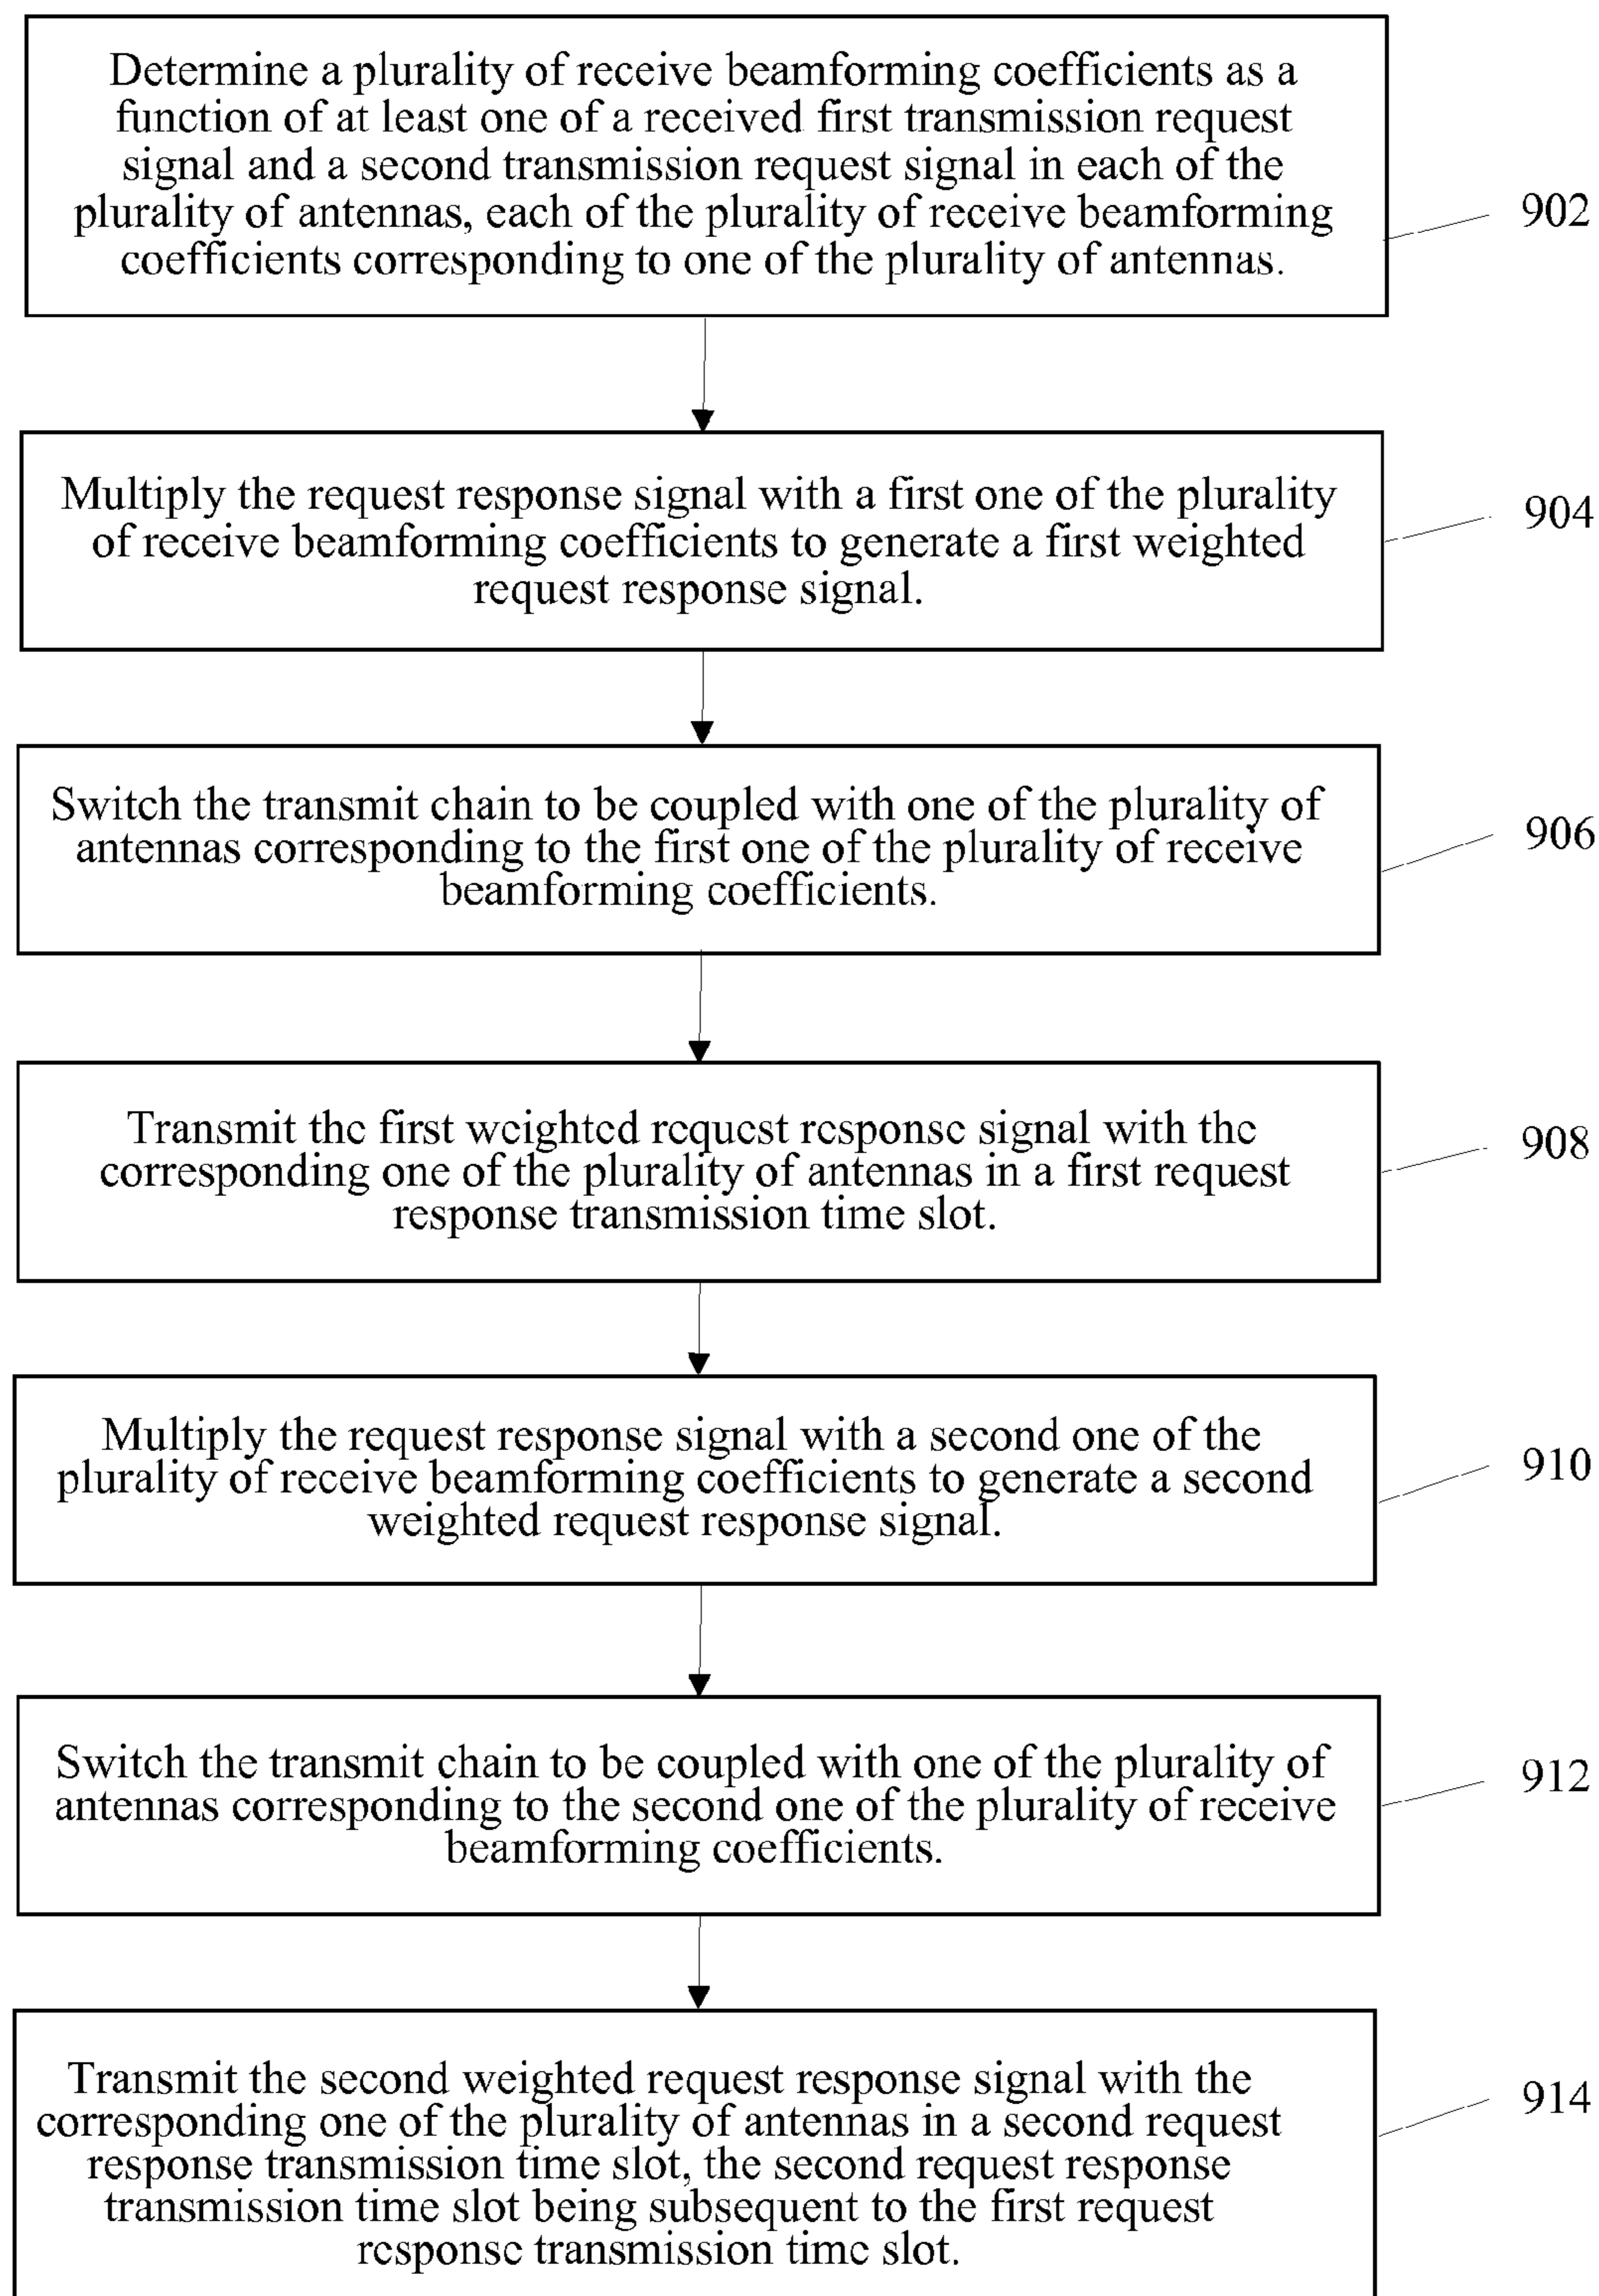 Determine a plurality of receive beamforming coefficients as a
function of at least one of a received first transmission request
signal and a second transmission request signal in each of the
plurality of antennas, each of the plurality of receive beamforming
coefficients corresponding to one of the plurality of antennas.
902
Multiply the request response signal with a first one of the plurality
of receive beamforming coefficients to generate a first weighted
request response signal.
904
Switch the transmit chain to be coupled with one of the plurality of
antennas corresponding to the first one of the plurality of receive
beamforming coefficients.
906
Transmit the first weighted request response signal with the
corresponding one of the plurality of antennas in a first request
response transmission time slot.
908
Multiply the request response signal with a second one of the
plurality of receive beamforming coefficients to generate a second
weighted request response signal.
910
Switch the transmit chain to be coupled with one of the plurality of
antennas corresponding to the second one of the plurality of receive
beamforming coefficients.
912
Transmit the second weighted request response signal with the
corresponding one of the plurality of antennas in a second request
response transmission time slot, the second request response
transmission time slot being subsequent to the first request
response transmission time slot.
914